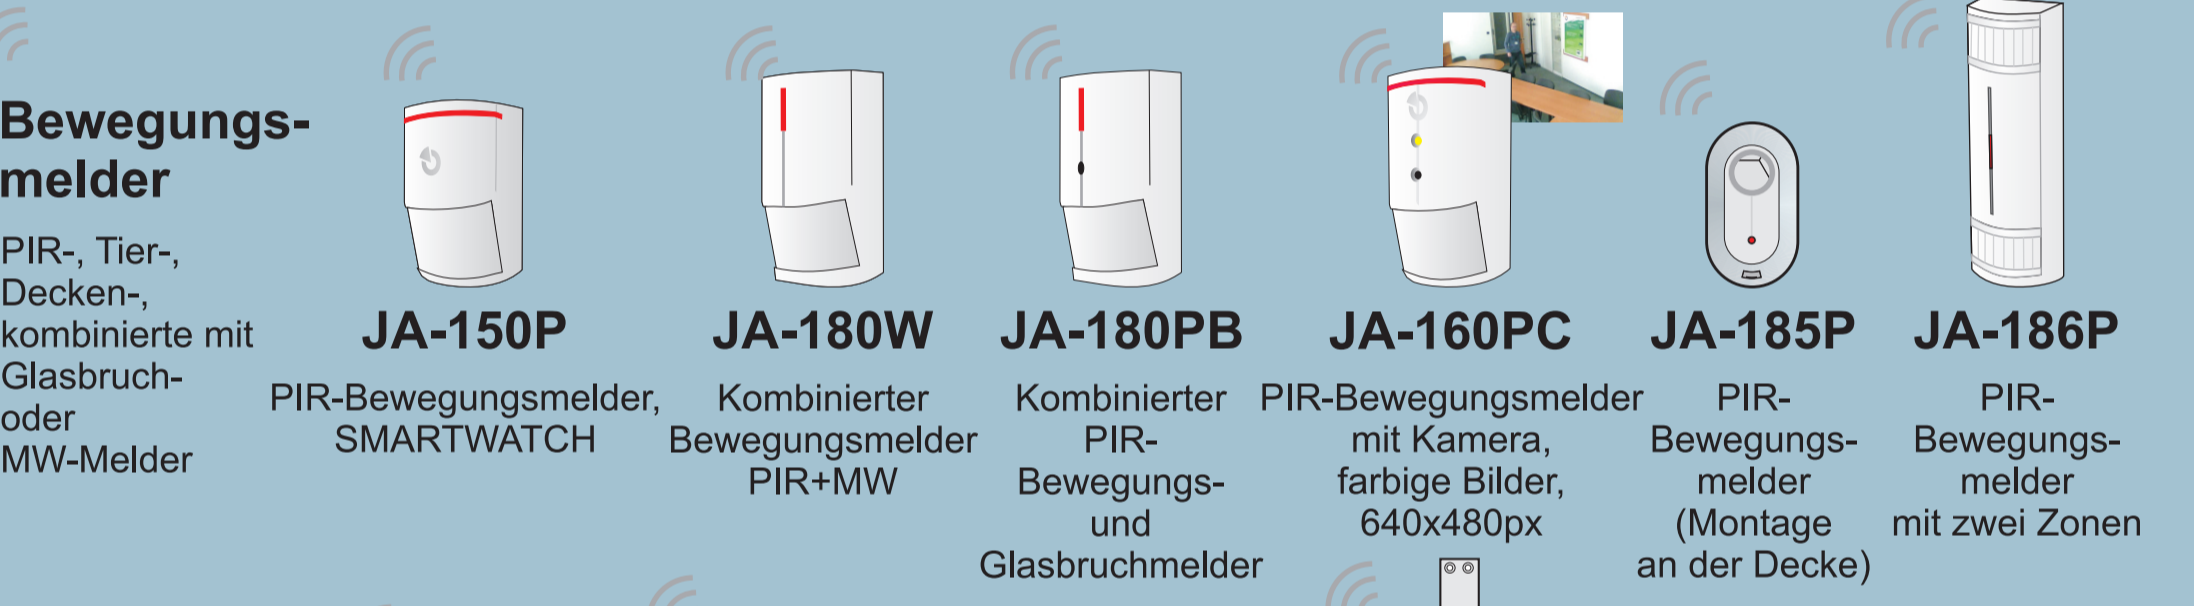 Bewegungs-
melder
PIR-, Tier-,
Decken-,
kombinierte mit
Glasbruch-
oder
MW-Melder
JA-150P
PIR-Bewegungsmelder,
SMARTWATCH
JA-180W
Kombinierter
Bewegungsmelder
PIR+MW
JA-180PB
Kombinierter
PIR-
Bewegungs-
und
Glasbruchmelder
JA-160PC
PIR-Bewegungsmelder
mit Kamera,
farbige Bilder,
640x480px
JA-185P
PIR-
Bewegungs-
melder
(Montage
an der Decke)
JA-186P
PIR-
Bewegungs-
melder
mit zwei Zonen